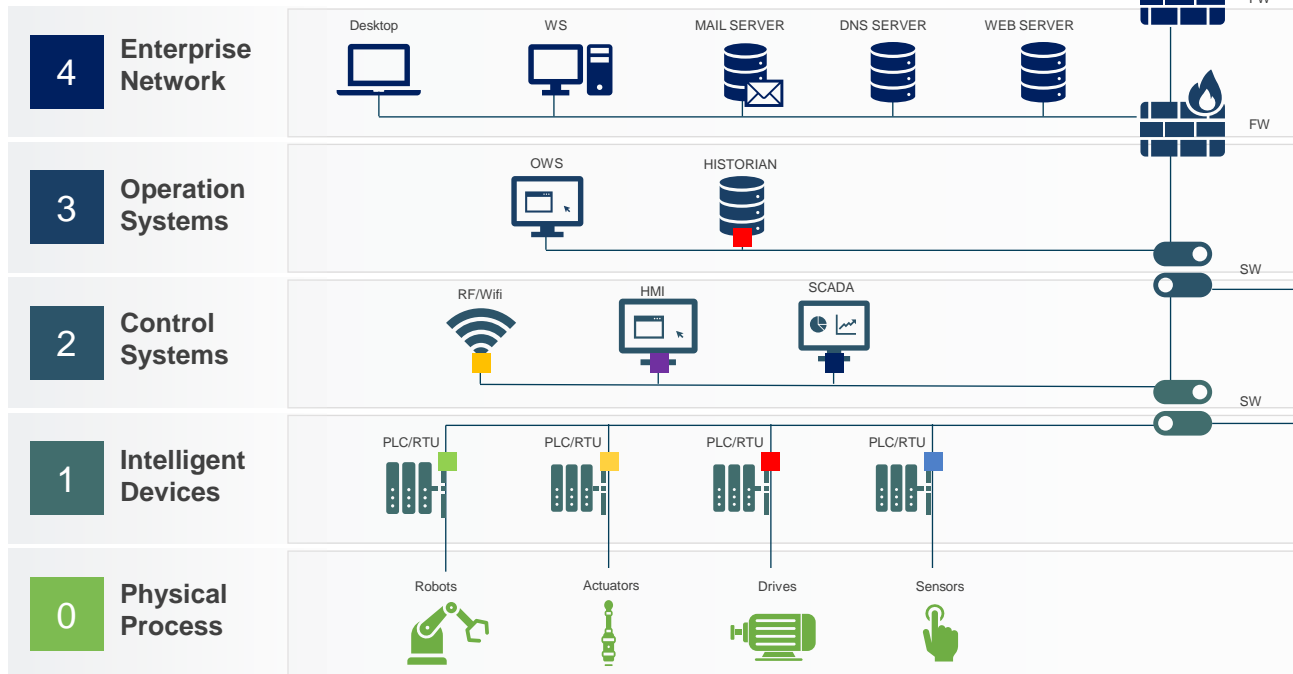 FW
4
Enterprise
Network
Desktop
WS
MAIL SERVER
DNS SERVER
WEB SERVER
FW
3
Operation
Systems
OWS
HISTORIAN
SW
2
Control
Systems
RF/Wifi
HMI
SCADA
SW
1
Intelligent
Devices
PLC/RTU
PLC/RTU
PLC/RTU
PLC/RTU
0
Physical
Process
Robots
Actuators
Drives
Sensors